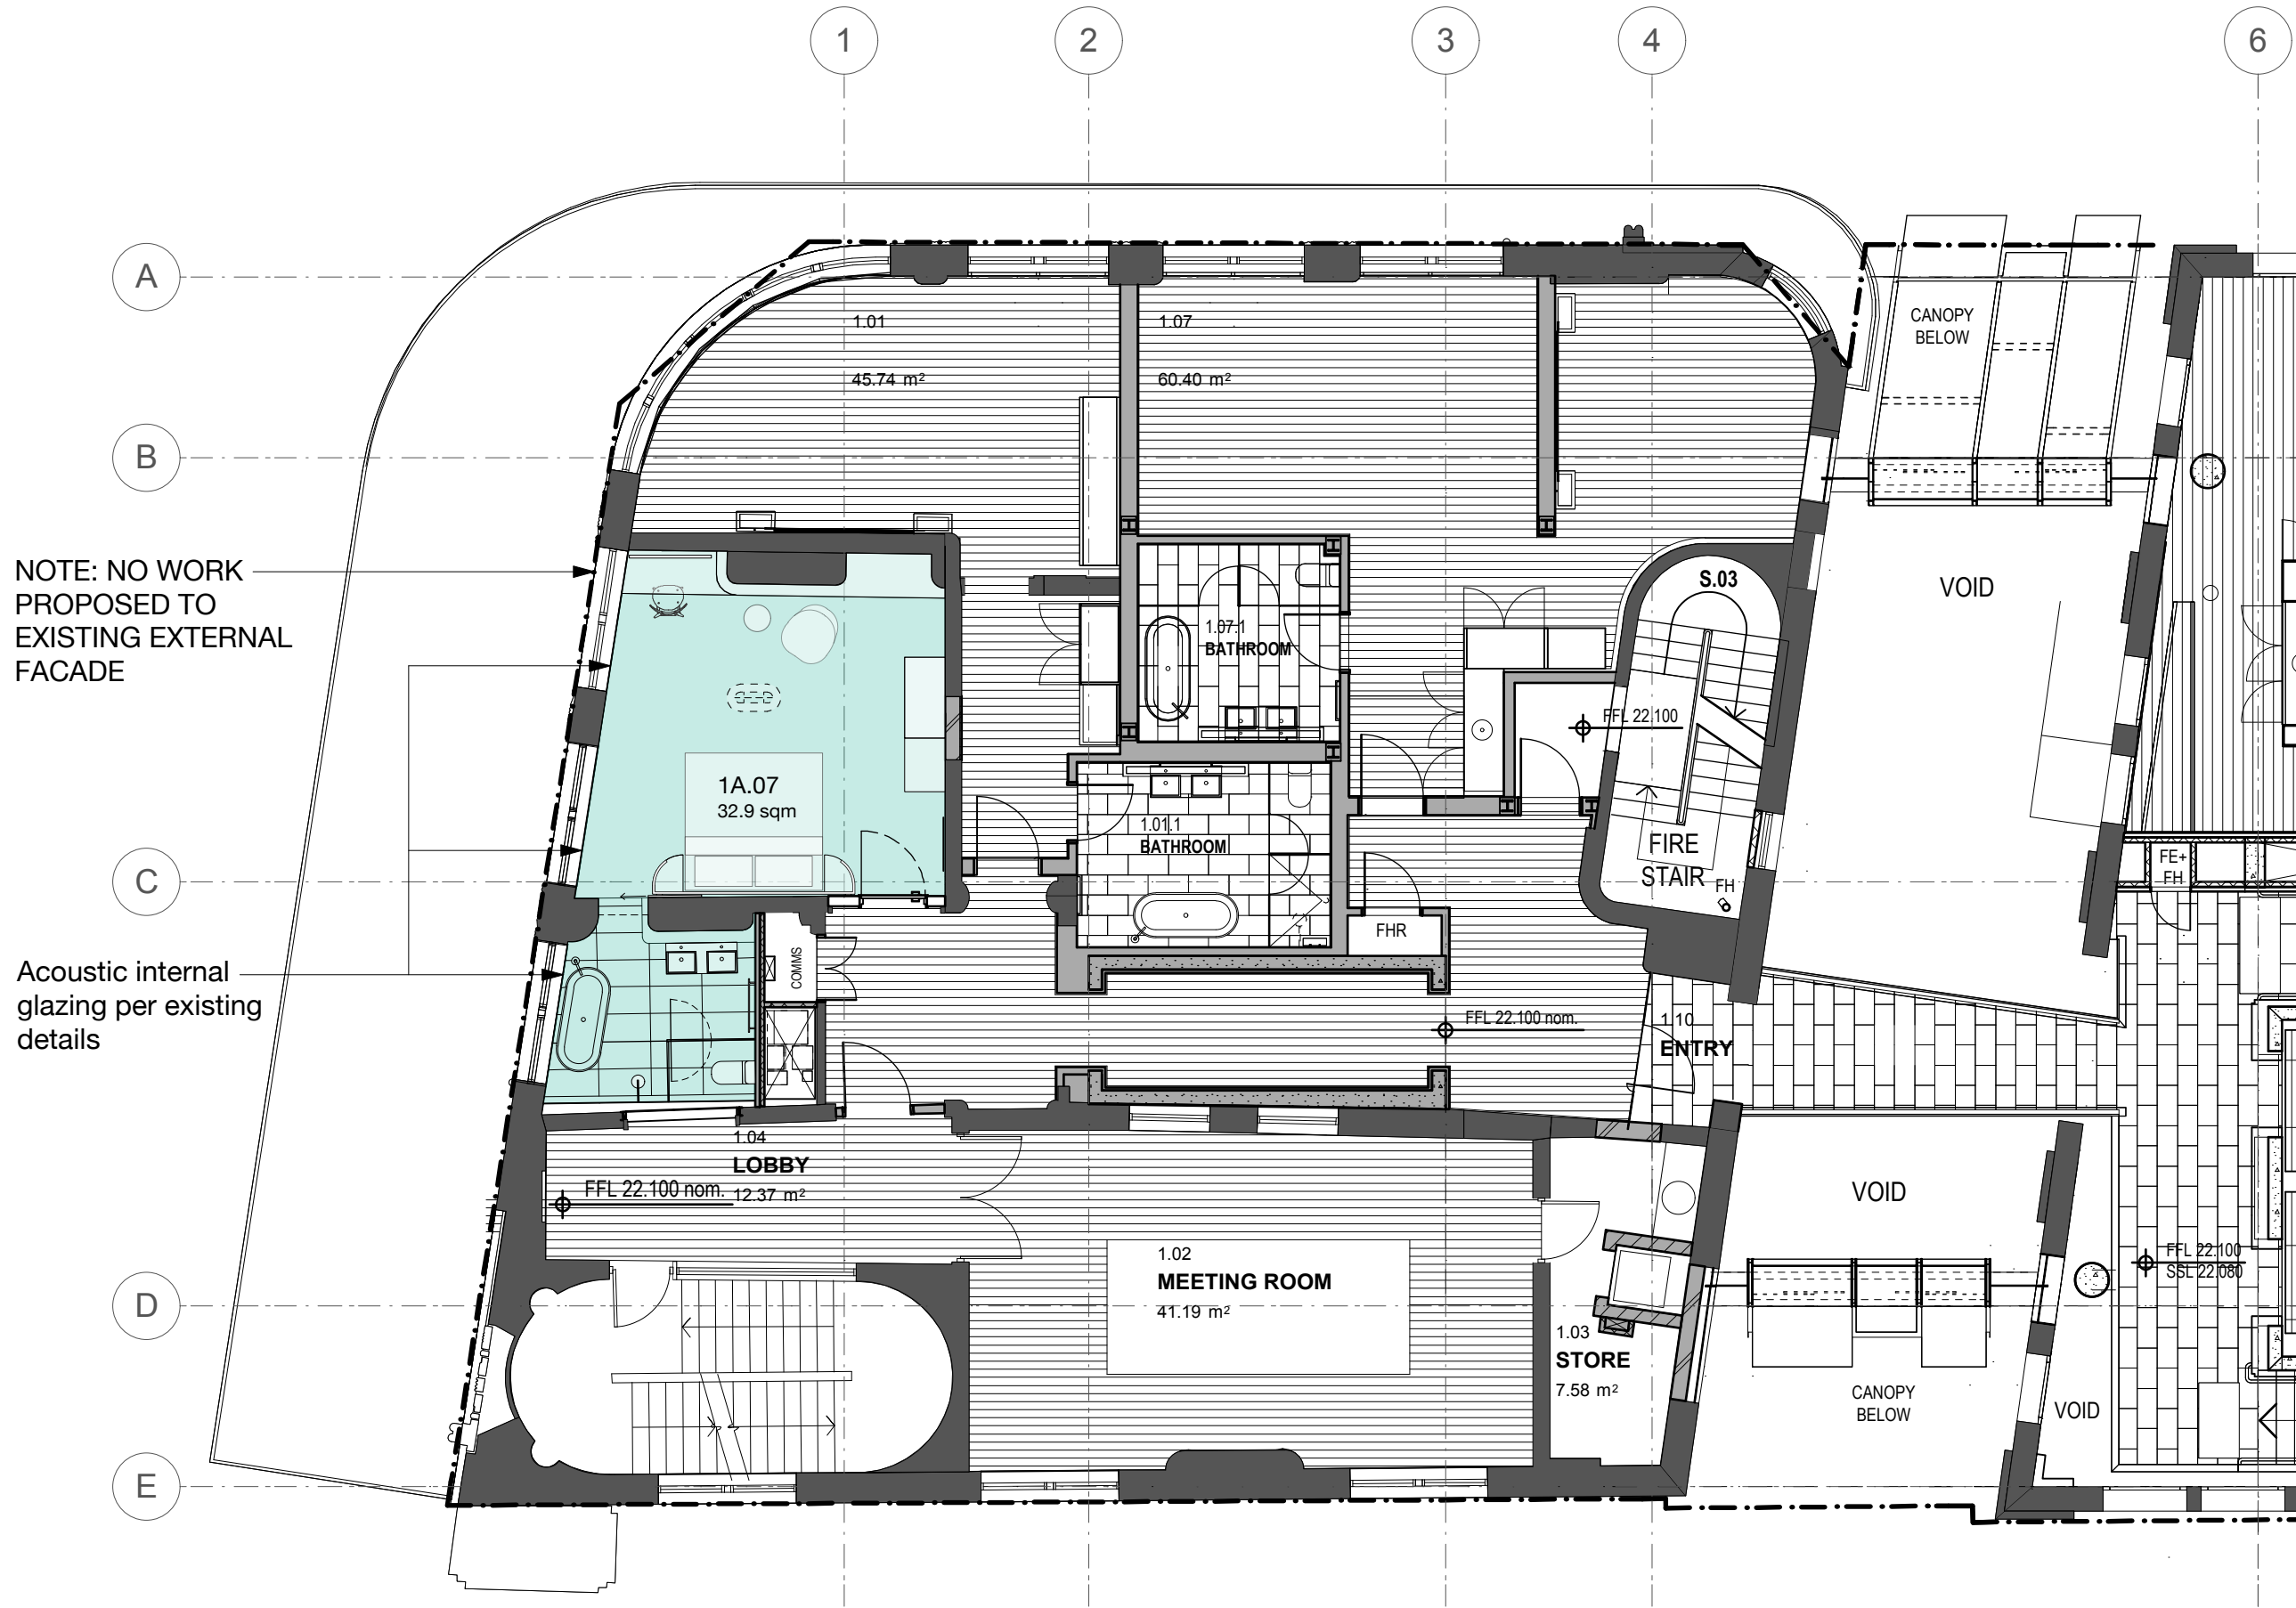 1
2
3
4
6
A
B
C
D
E
NOTE: NO WORK
PROPOSED TO
EXISTING EXTERNAL
FACADE
Acoustic internal
glazing per existing
details
1.01
45.74 m²
1.07
60.40 m²
CANOPY
BELOW
VOID
S.03
1.07.1
BATHROOM
FFL 22.100
1A.07
32.9 sqm
1.01.1
BATHROOM
FIRE
STAIR
FH
FE+
FH
FHR
COMMS
FFL 22.100 nom.
1.10
ENTRY
1.04
LOBBY
12.37 m²
FFL 22.100 nom.
VOID
1.02
MEETING ROOM
41.19 m²
FFL 22.100
SSL 22.080
1.03
STORE
7.58 m²
CANOPY
BELOW
VOID